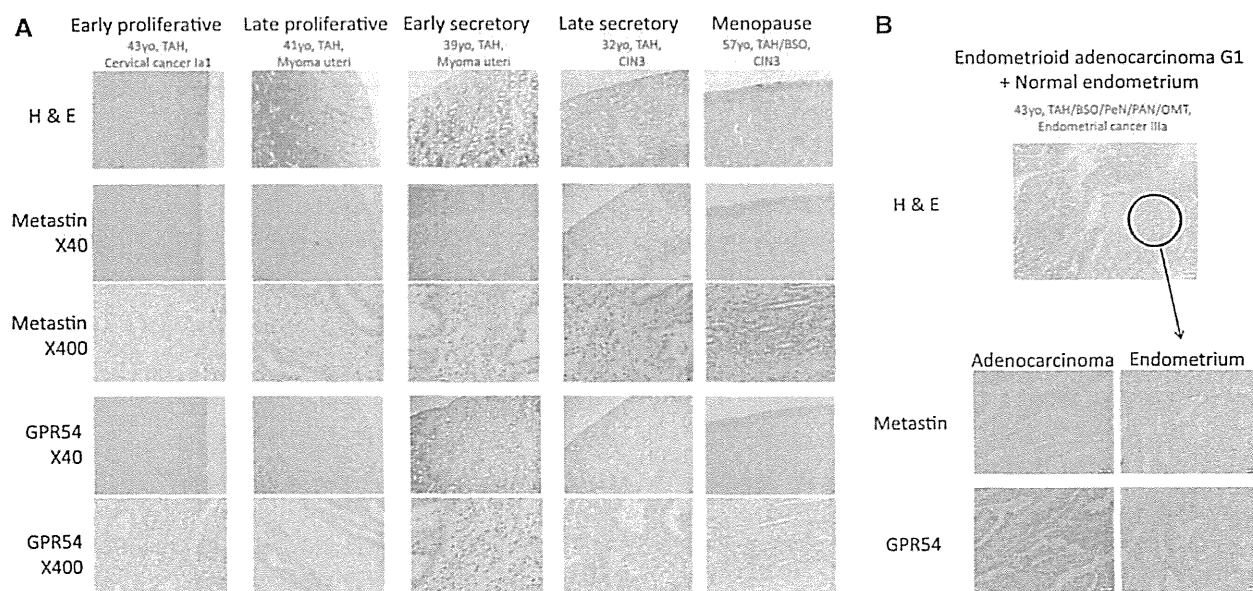 A
Early proliferative
43yo, TAH,
Cervical cancer Ia1
Late proliferative
41yo, TAH,
Myoma uteri
Early secretory
39yo, TAH,
Myoma uteri
Late secretory
32yo, TAH,
CIN3
Menopause
57yo, TAH/BSO,
CIN3
H & E
Metastin
X40
Metastin
X400
GPR54
X40
GPR54
X400
B
Endometrioid adenocarcinoma G1
+ Normal endometrium
43yo, TAH/BSO/PeN/PAN/OMT,
Endometrial cancer IIIa
H & E
Adenocarcinoma
Endometrium
Metastin
GPR54